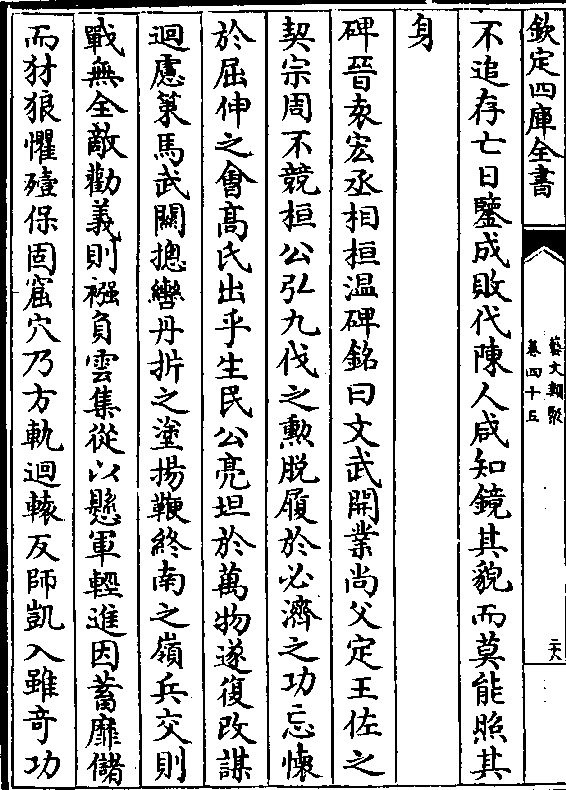 欽定四庫全書
藝文類聚
卷四十五
二六
不追存亡日鑒成敗代陳人咸知鏡其貌而莫能照其
身
碑晉袁宏丞相桓温碑銘曰文武開業尚父定王佐之
契宗周不競桓公弘九伐之勲脱履於必濟之功忘懐
於屈伸之會髙氏出乎生民公亮坦於萬物遂復改謀
迴慮策馬武關揔轡丹折之塗揚鞭終南之嶺兵交則
戰無全敵勸義則襁負雲集從以懸軍輕進因蓄靡儲
而豺狼懼殪保固窟穴乃方軌迴轅反師凱入雖竒功